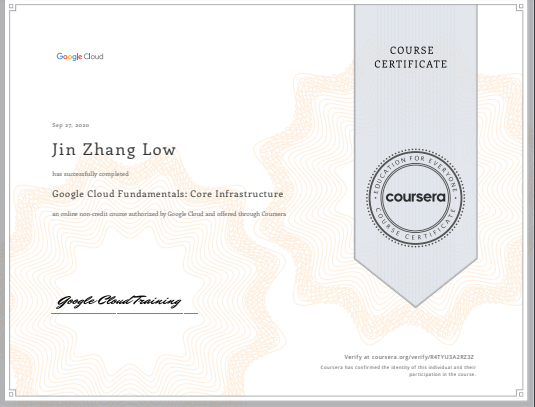 Google Cloud
COURSE
CERTIFICATE
Sep 27, 2020
Jin Zhang Low
has successfully completed
Google Cloud Fundamentals: Core Infrastructure
an online non-credit course authorized by Google Cloud and offered through Coursera
EDUCATION FOR EVERYONE
coursera
COURSE CERTIFICATE
Google Cloud Training
Verify at coursera.org/verify/R4TYU3A2RZ3Z
Coursera has confirmed the identity of this individual and their
participation in the course.